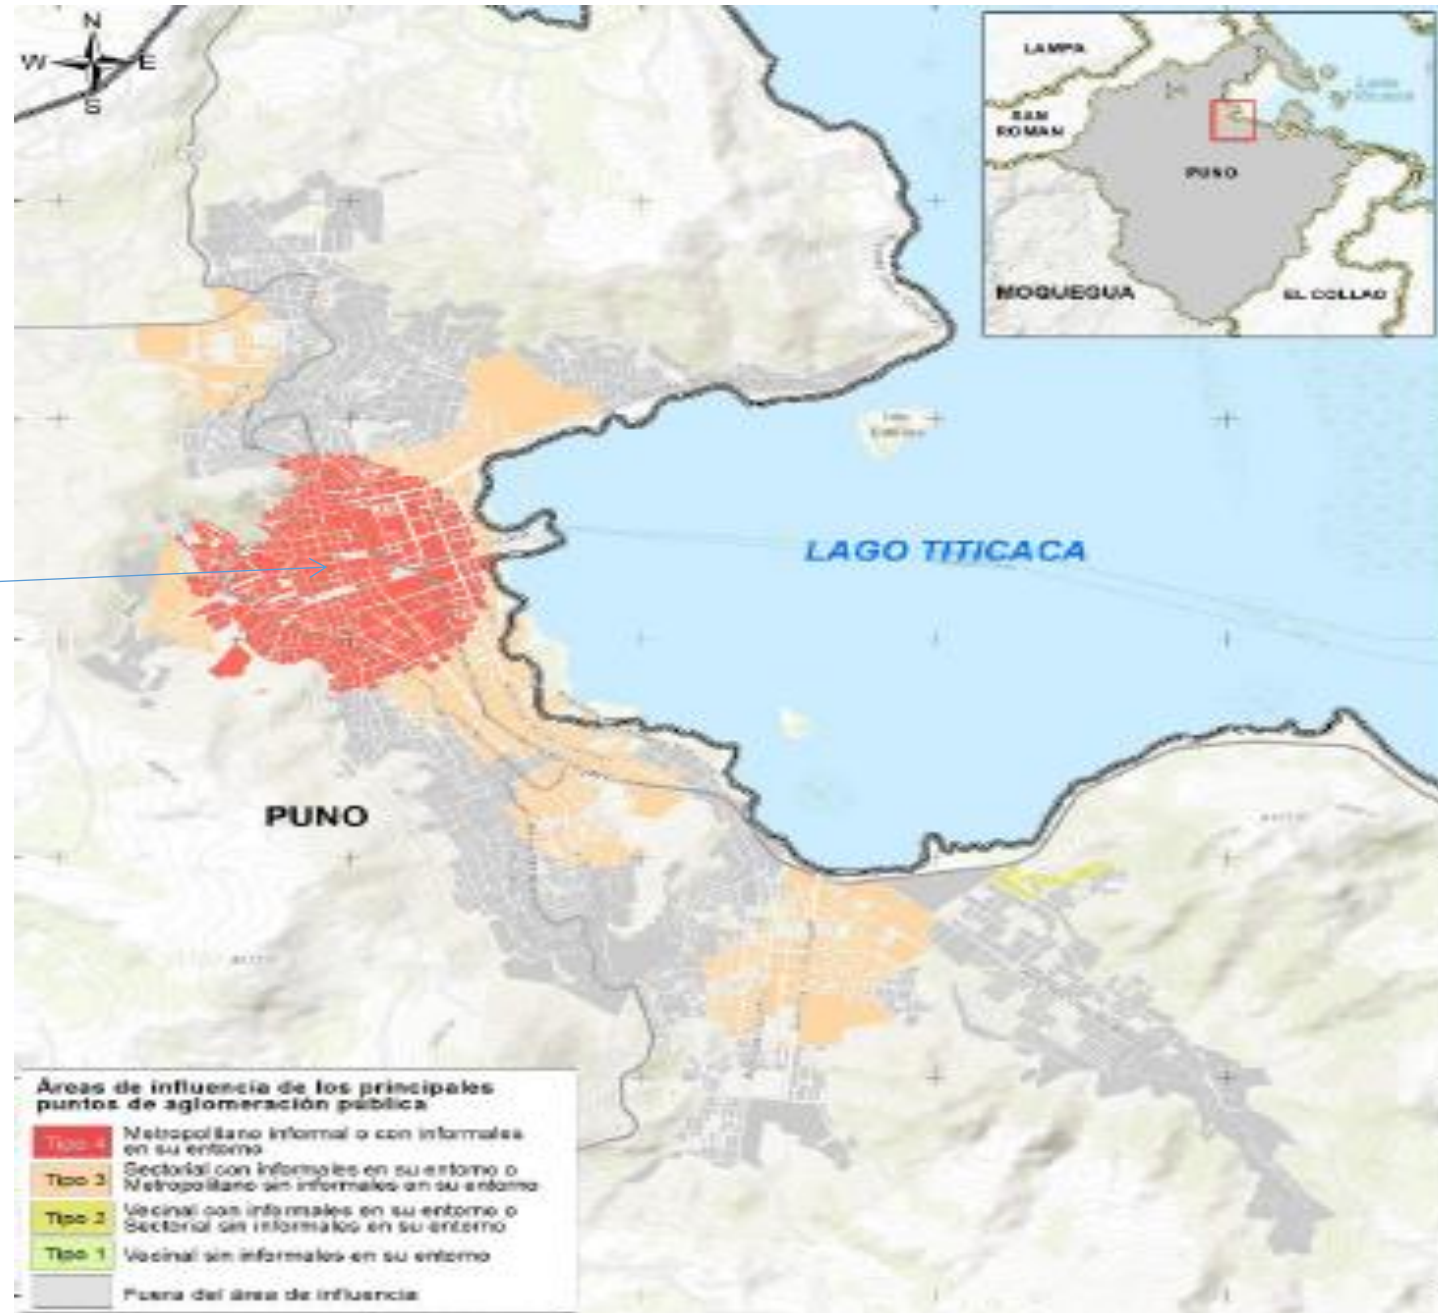 N
W E
S
LAMPA
SAN
ROMAN
Lago
Titicaca
PUNO
MOQUEGUA
EL COLLAO
LAGO TITICACA
PUNO
Áreas de influencia de los principales
puntos de aglomeración pública
Tipo 4 Metropolitano informal o con informales
en su entorno
Tipo 3 Sectorial con informales en su entorno o
Metropolitano sin informales en su entorno
Tipo 2 Vecinal con informales en su entorno o
Sectorial sin informales en su entorno
Tipo 1 Vecinal sin informales en su entorno
Fuera del área de influencia